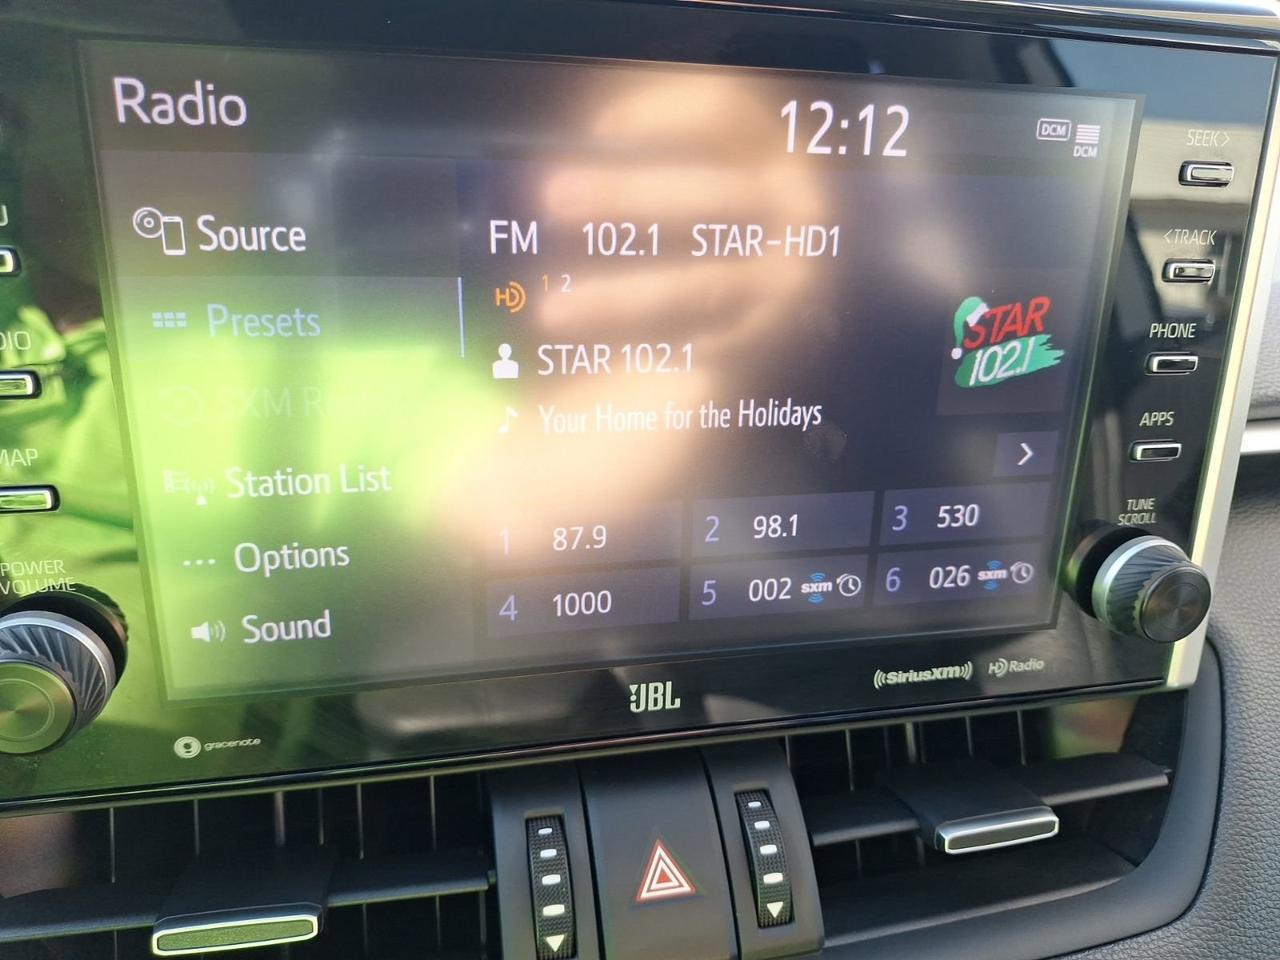 Radio
12:12
DCM
DCM
Source
Presets
Station List
Options
Sound
FM 102.1 STAR-HD1
HD 1 2
STAR 102.1
Your Home for the Holidays
STAR
102.1
>
1 87.9
2 98.1
3 530
4 1000
5 002 sxm
6 026 sxm
SEEK>
<TRACK
PHONE
APPS
TUNE
SCROLL
MAP
POWER
VOLUME
gracenote
JBL
((SiriusXM))
HD Radio